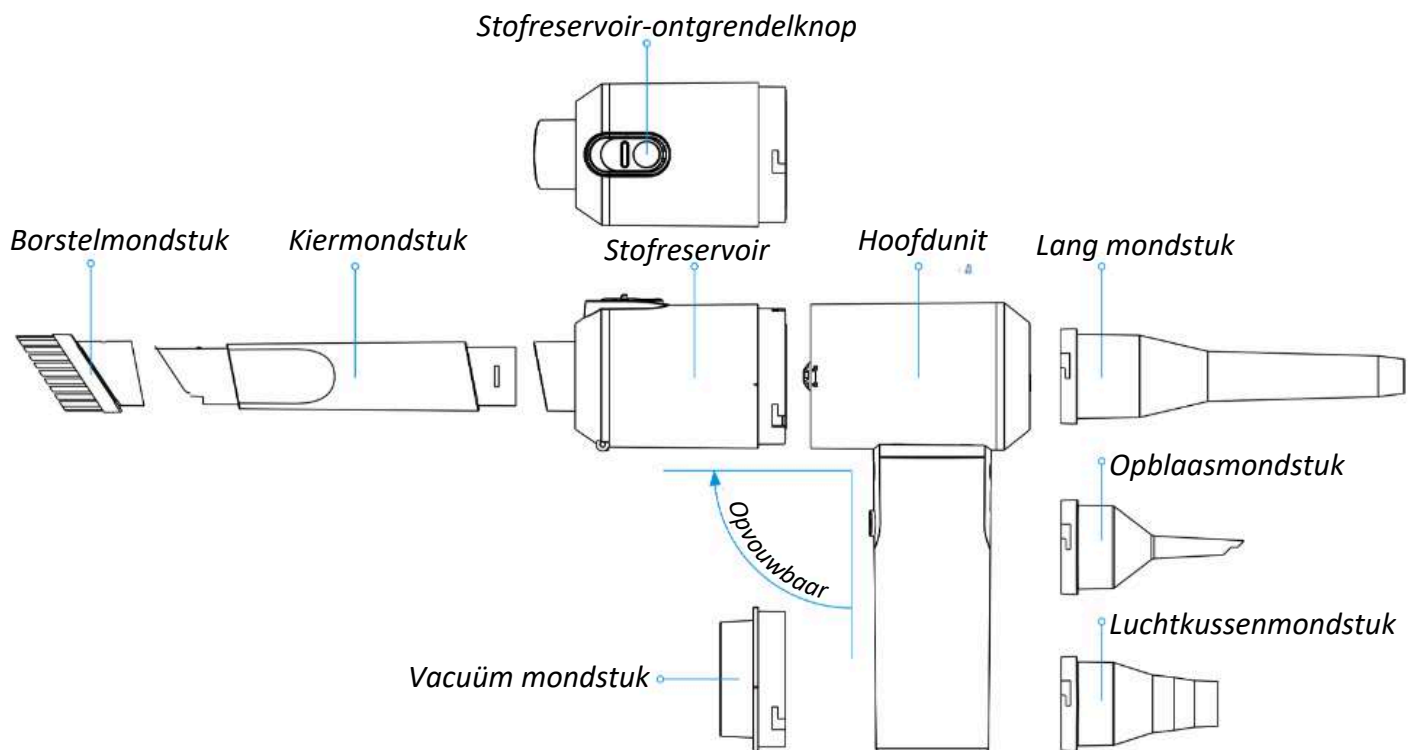 Stofreservoir-ontgrendelknop
Borstelmondstuk
Kiermondstuk
Stofreservoir
Hoofdunit
Lang mondstuk
Opblaasmondstuk
Opvouwbaar
Luchtkussenmondstuk
Vacuüm mondstuk